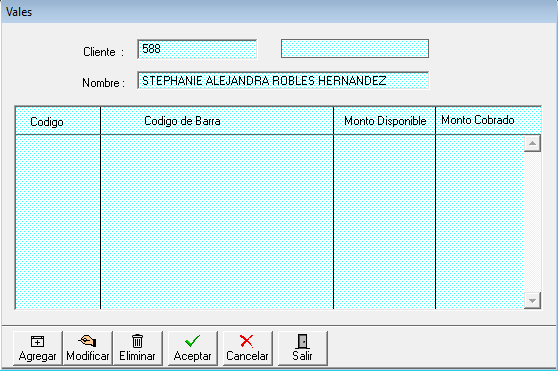 Vales
Cliente : 588
Nombre : STEPHANIE ALEJANDRA ROBLES HERNANDEZ
Codigo Codigo de Barra Monto Disponible Monto Cobrado
Agregar Modificar Eliminar Aceptar Cancelar Salir